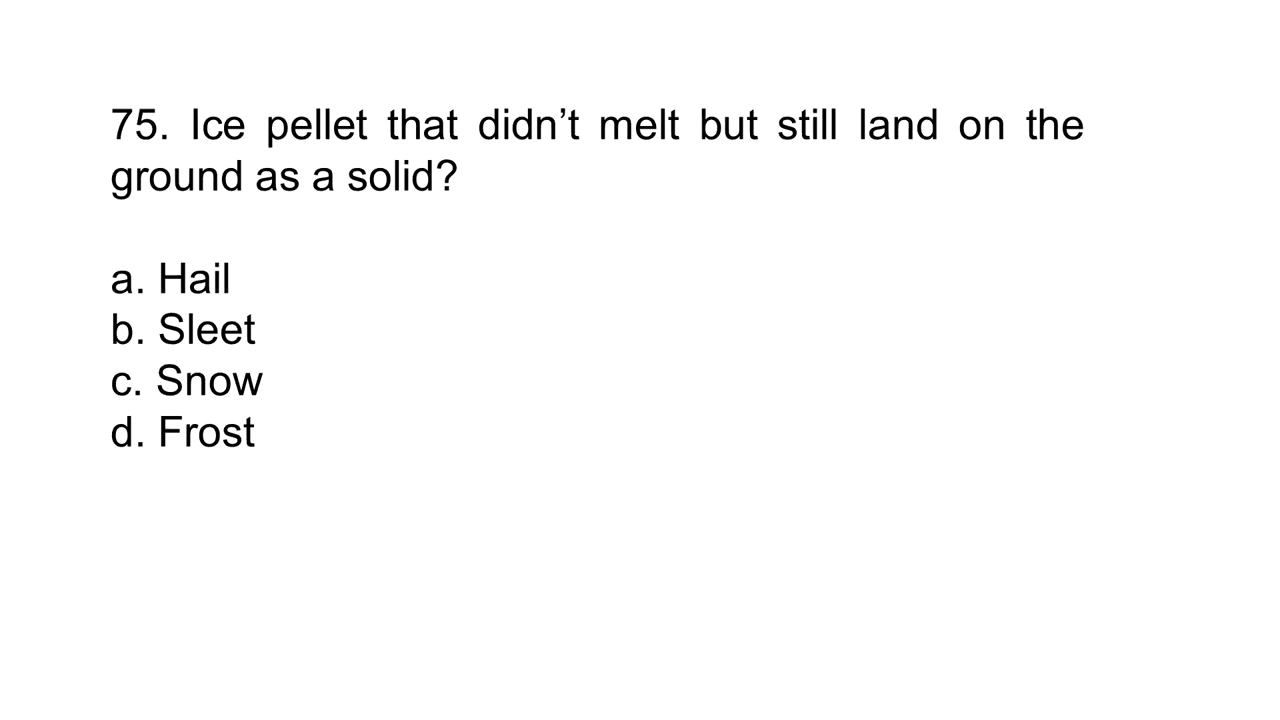 75. Ice pellet that didn’t melt but still land on the
ground as a solid?
a. Hail
b. Sleet
c. Snow
d. Frost